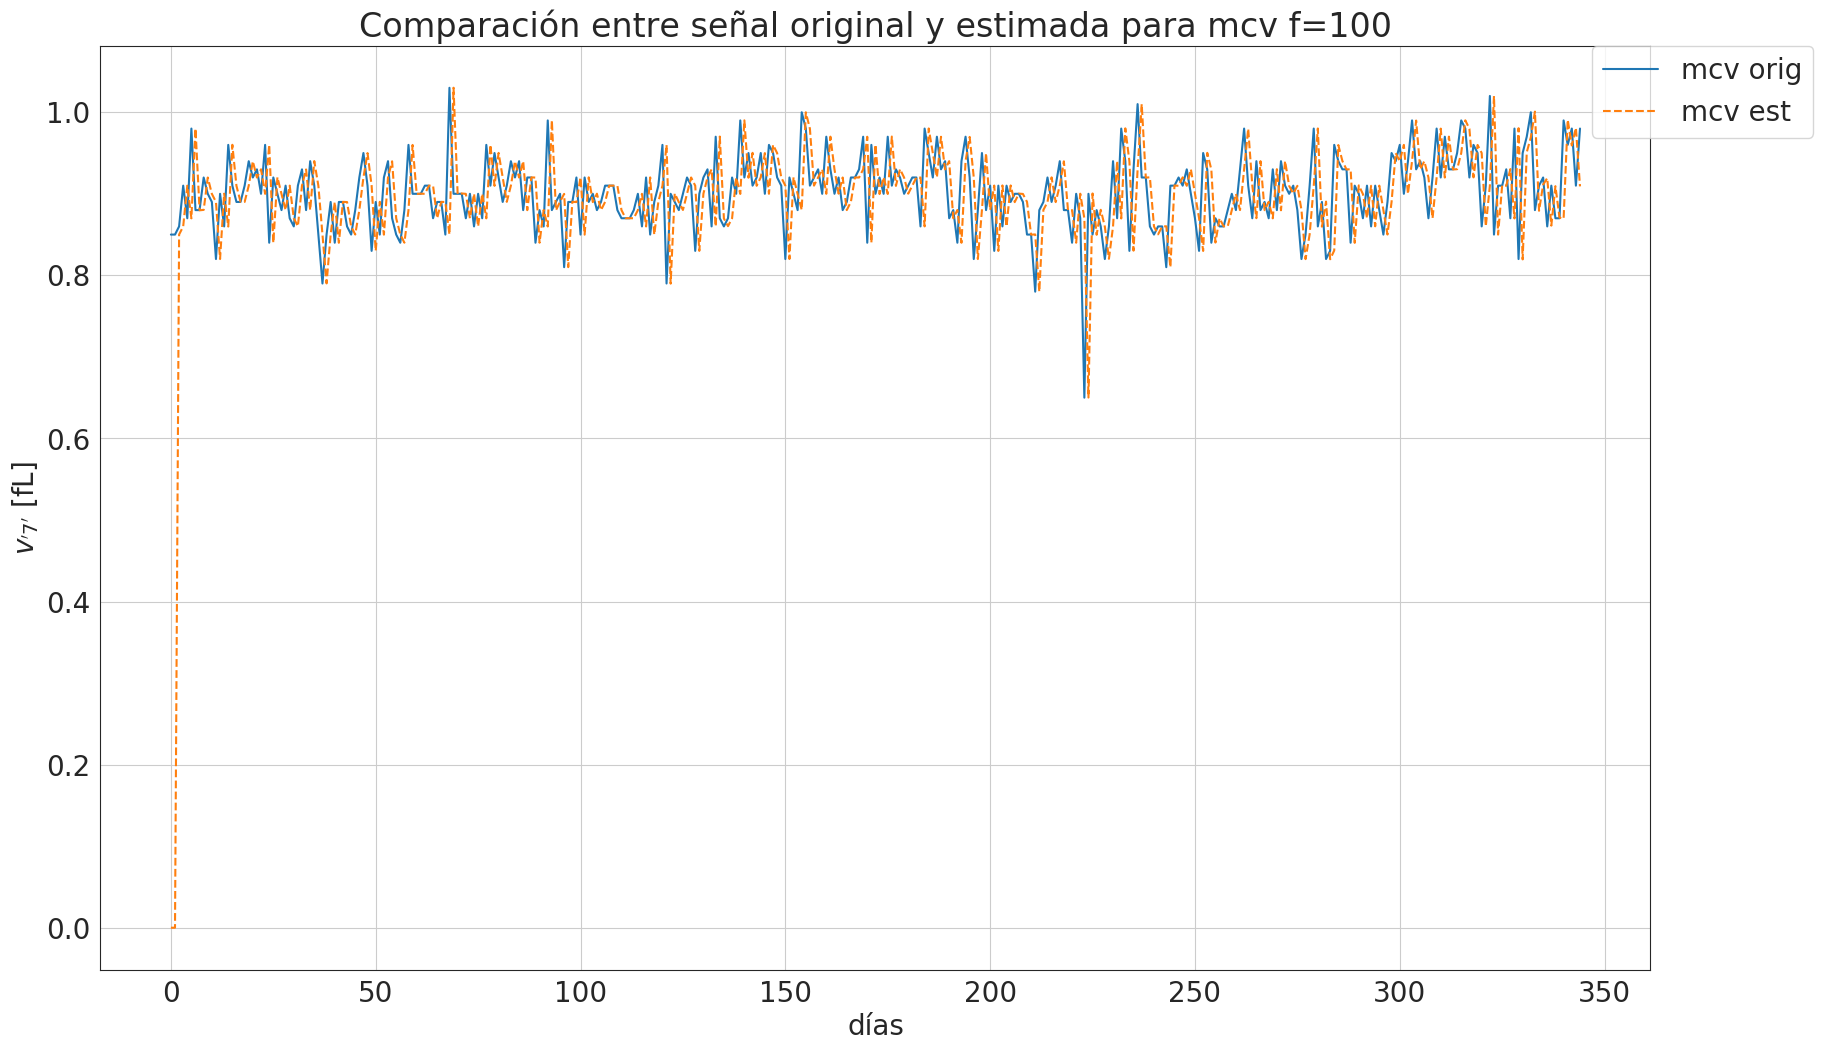 Comparación entre señal original y estimada para mcv f=100
mcv orig
mcv est
1.0
0.8
0.6
0.4
0.2
0.0
[fL]
0 50 100 150 200 250 300 350
días